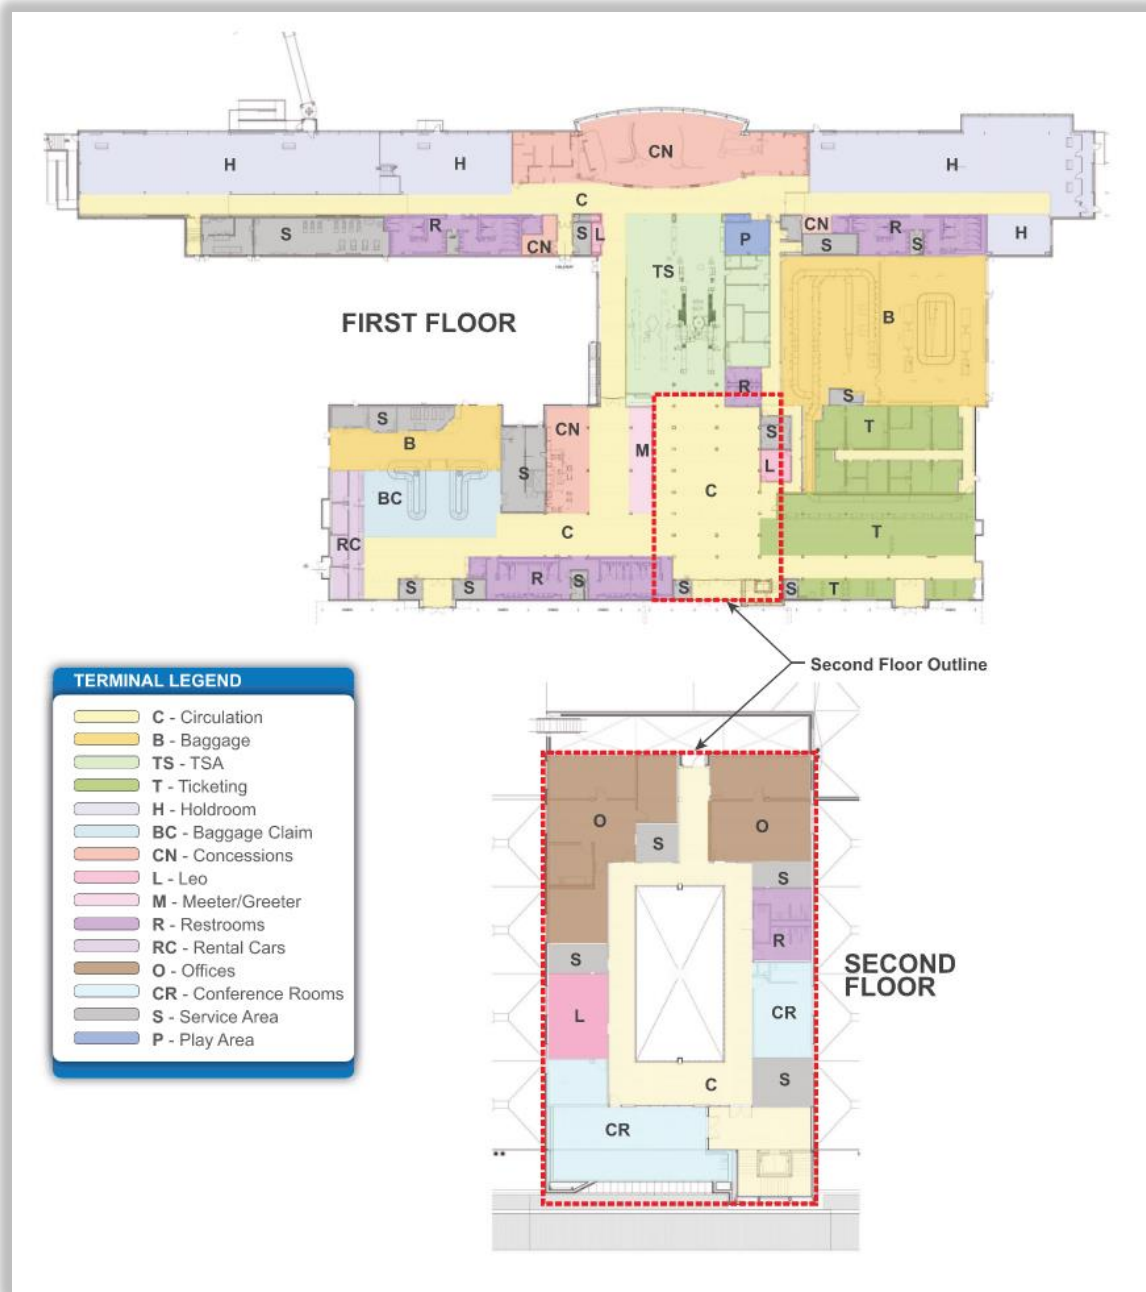 H
H
CN
H
C
S
R
CN
S
L
P
CN
S
R
S
H
TS
FIRST FLOOR
B
R
S
S
B
CN
M
S
T
S
L
BC
C
T
RC
C
R
S
S
S
S
S
T
Second Floor Outline
TERMINAL LEGEND
C - Circulation
B - Baggage
TS - TSA
T - Ticketing
H - Holdroom
BC - Baggage Claim
CN - Concessions
L - Leo
M - Meeter/Greeter
R - Restrooms
RC - Rental Cars
O - Offices
CR - Conference Rooms
S - Service Area
P - Play Area
O
O
S
S
R
S
SECOND
FLOOR
L
CR
S
C
CR